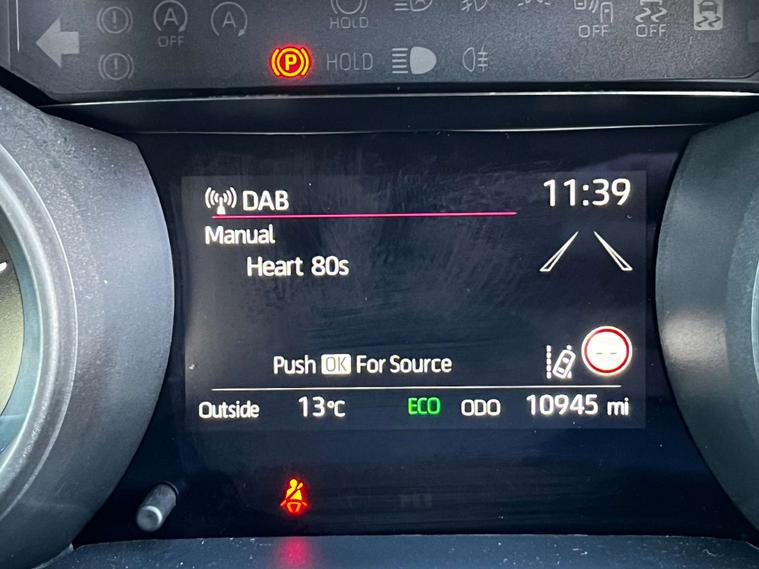 A
OFF
A
HOLD
OFF
OFF
P
HOLD
DAB
11:39
Manual
Heart 80s
Push OK For Source
--
Outside 13°C ECO ODO 10945 mi